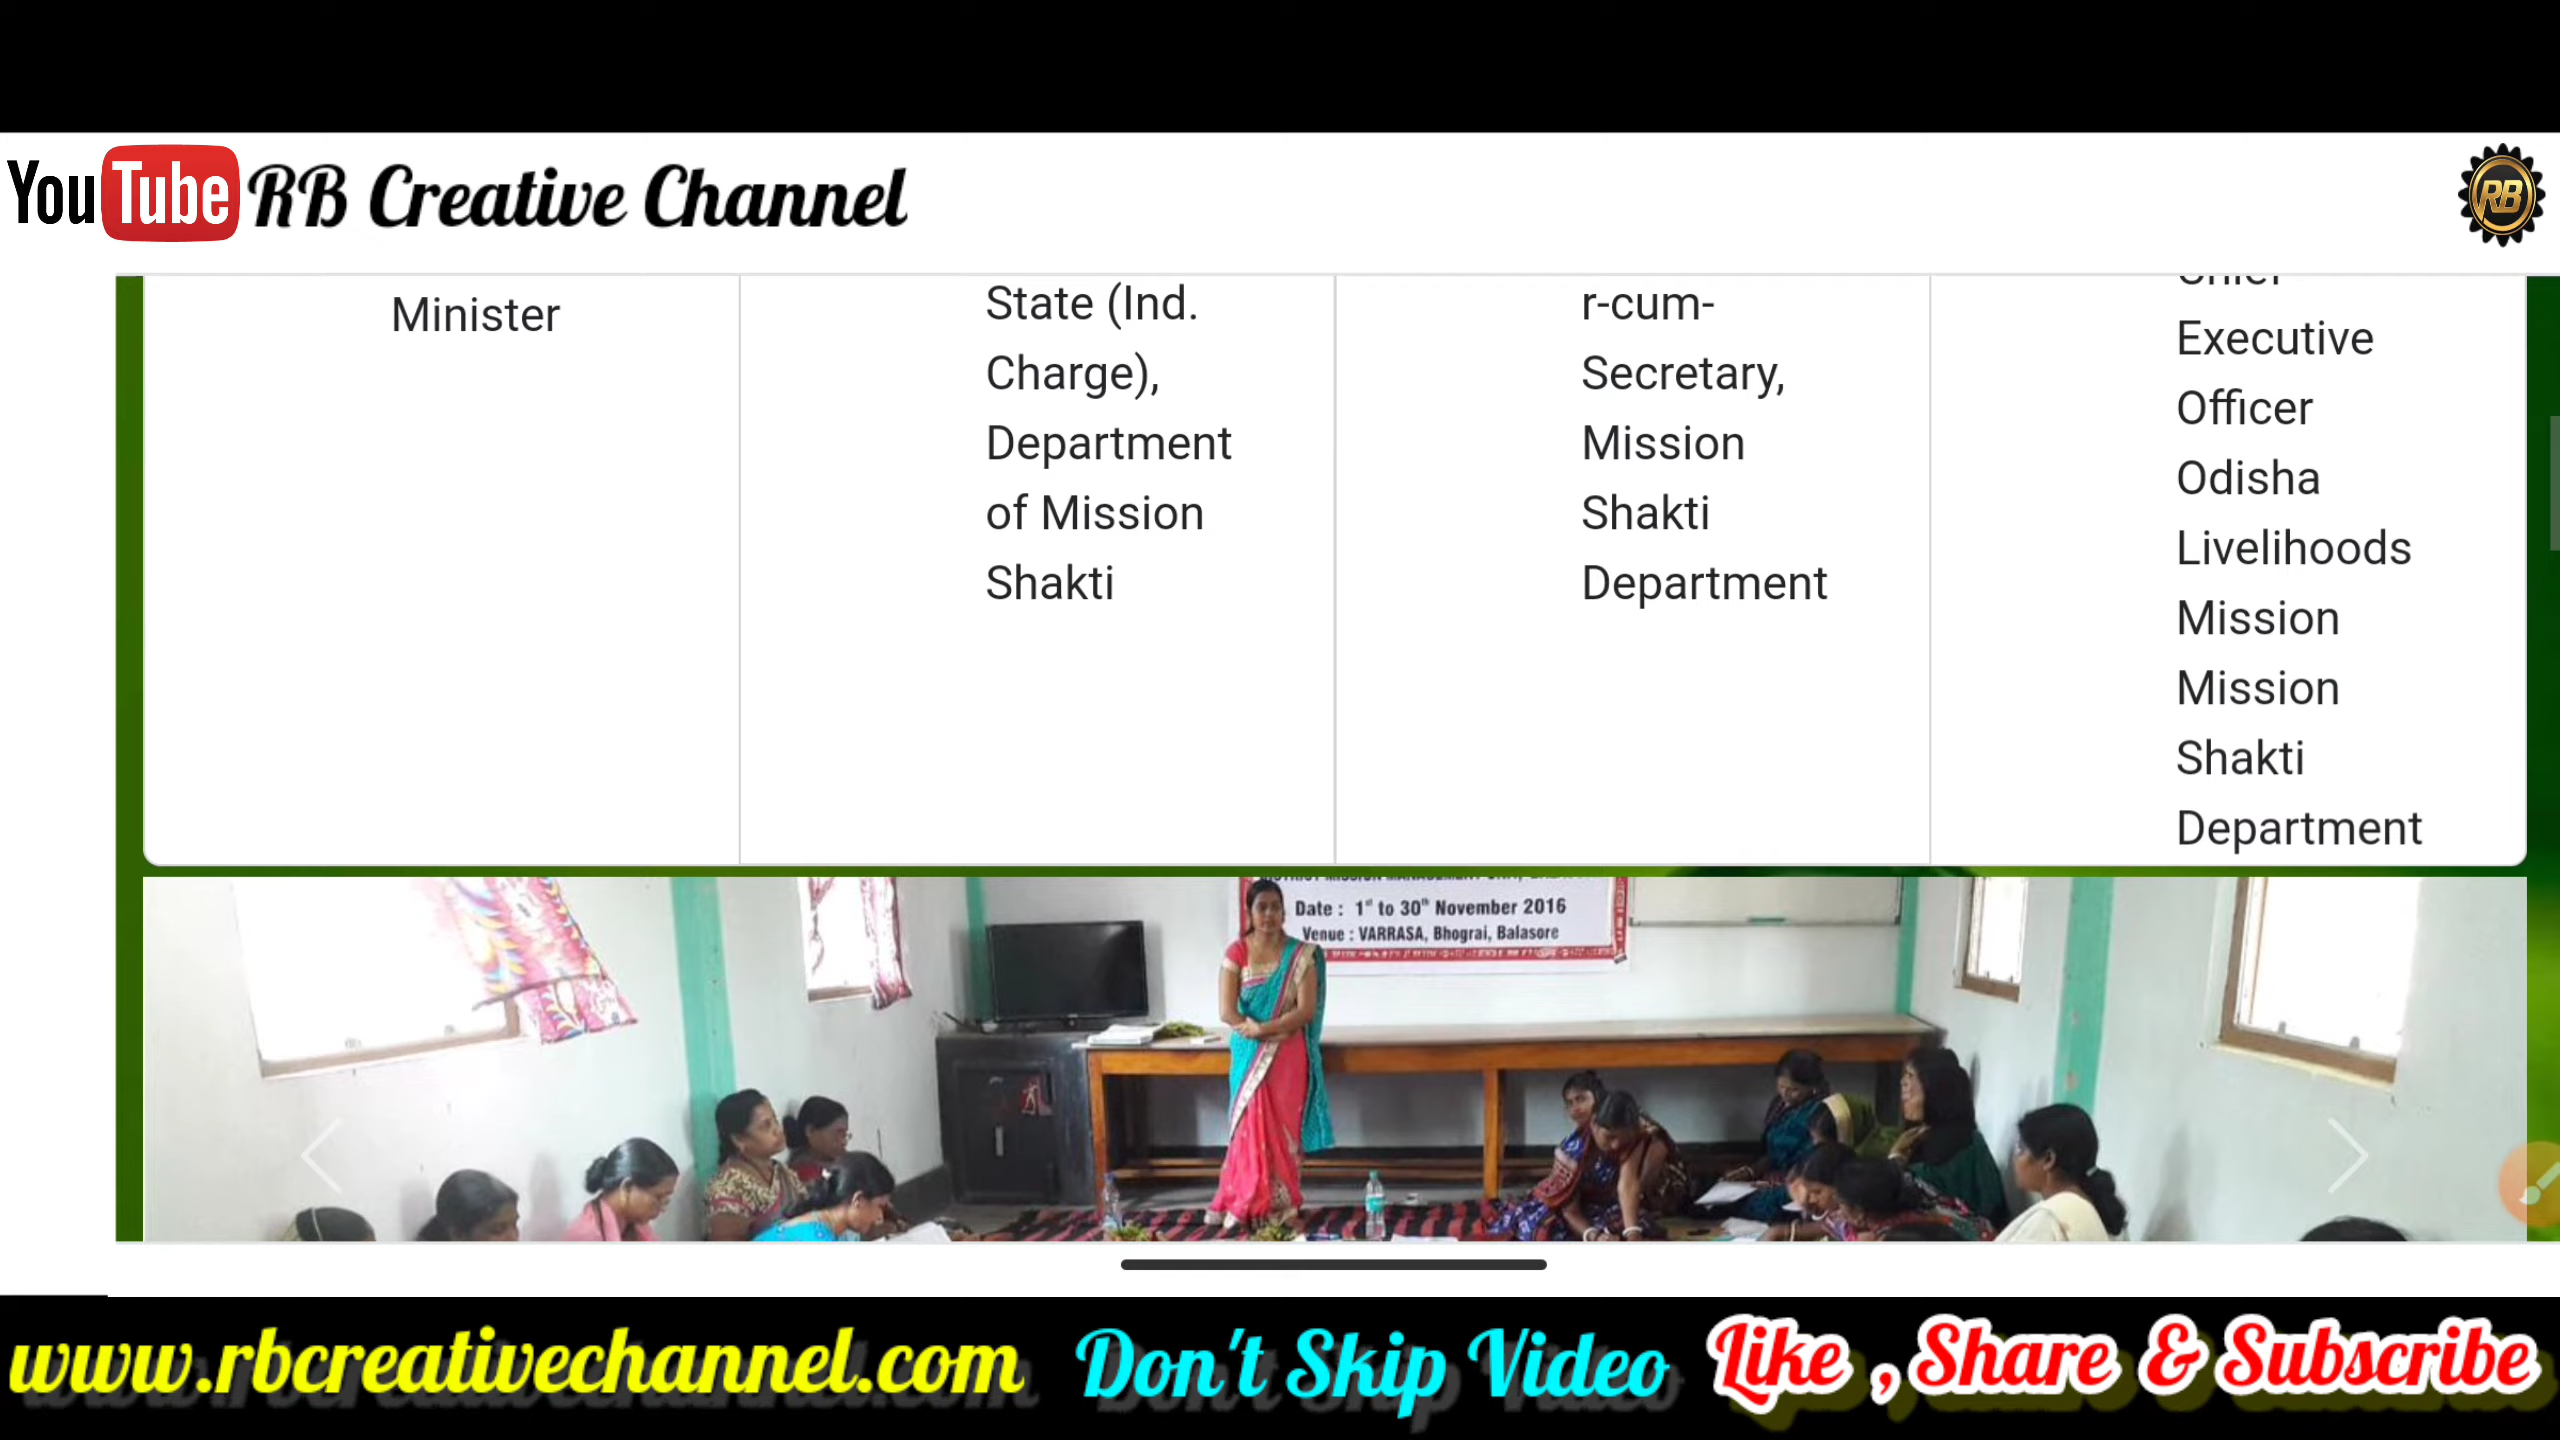 YouTube RB Creative Channel
RB
Minister
State (Ind.
Charge),
Department
of Mission
Shakti
r-cum-
Secretary,
Mission
Shakti
Department
Chief
Executive
Officer
Odisha
Livelihoods
Mission
Mission
Shakti
Department
Date : 1st to 30th November 2016
Venue : VARRASA, Bhograi, Balasore
www.rbcreativechannel.com Don't Skip Video Like , Share & Subscribe